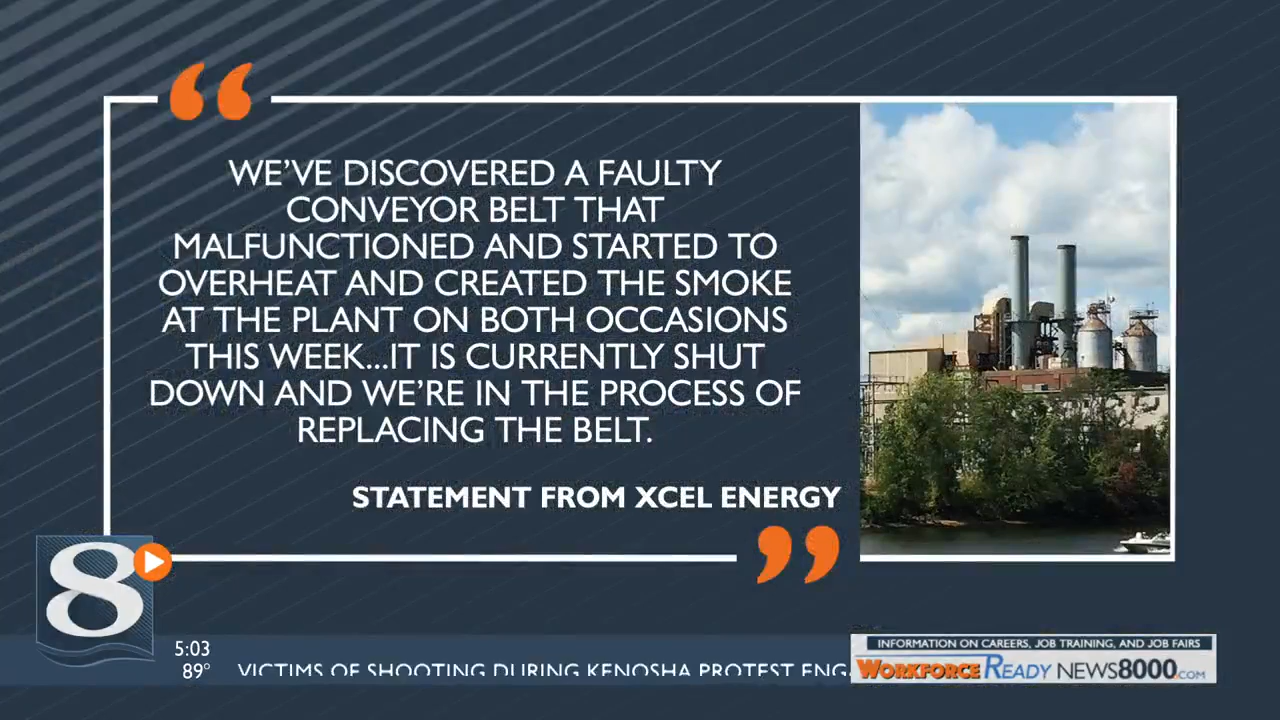 WE'VE DISCOVERED A FAULTY
CONVEYOR BELT THAT
MALFUNCTIONED AND STARTED TO
OVERHEAT AND CREATED THE SMOKE
AT THE PLANT ON BOTH OCCASIONS
THIS WEEK...IT IS CURRENTLY SHUT
DOWN AND WE'RE IN THE PROCESS OF
REPLACING THE BELT.
STATEMENT FROM XCEL ENERGY
8
5:03
89°
VICTIMS OF SHOOTING DURING KENOSHA PROTEST
INFORMATION ON CAREERS, JOB TRAINING, AND JOB FAIRS
WORKFORCE READY NEWS8000.COM